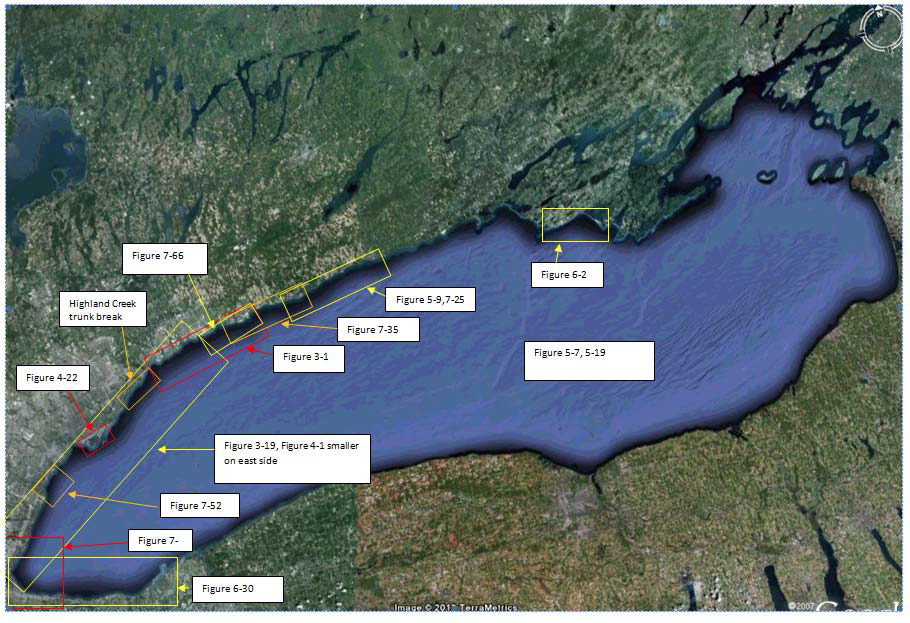 N
Figure 7-66
Figure 6-2
Highland Creek
trunk break
Figure 5-9,7-25
Figure 7-35
Figure 3-1
Figure 5-7, 5-19
Figure 4-22
Figure 3-19, Figure 4-1 smaller
on east side
Figure 7-52
Figure 7-
Figure 6-30
Image © 2013 TerraMetrics
©2007 Google